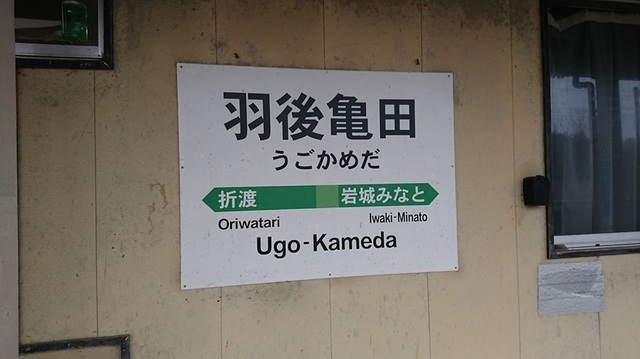 羽後亀田
うごかめだ
折渡 岩城みなと
Oriwatari Iwaki-Minato
Ugo-Kameda